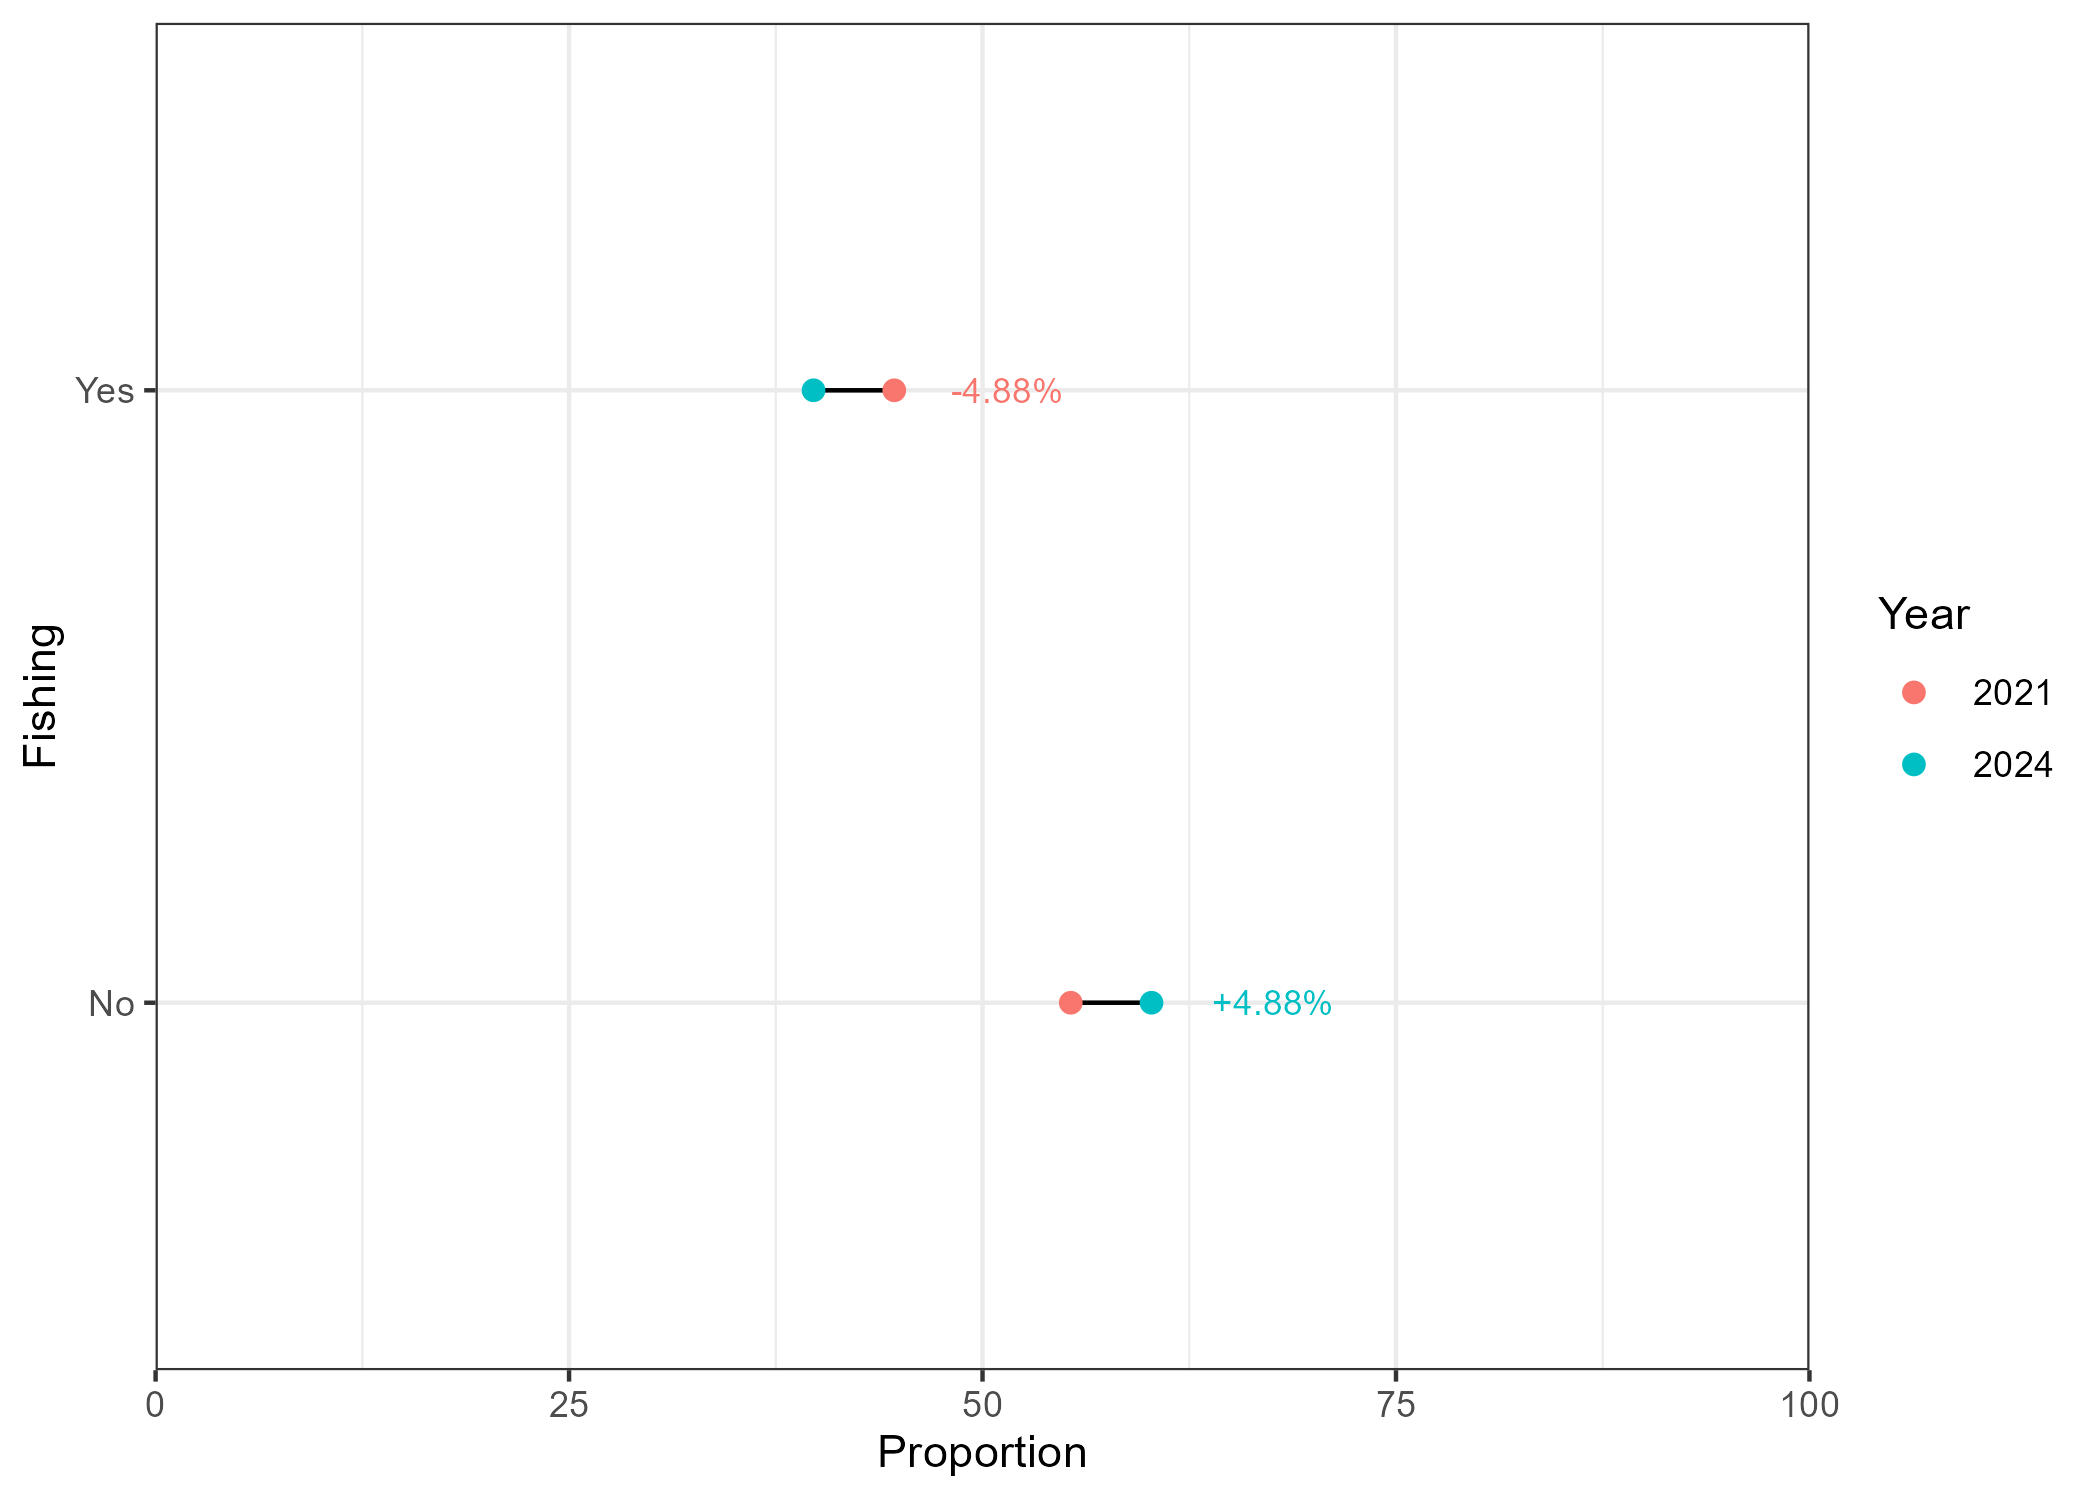 Yes
-4.88%
Fishing
No
+4.88%
0 25 50 75 100
Proportion
Year
2021
2024